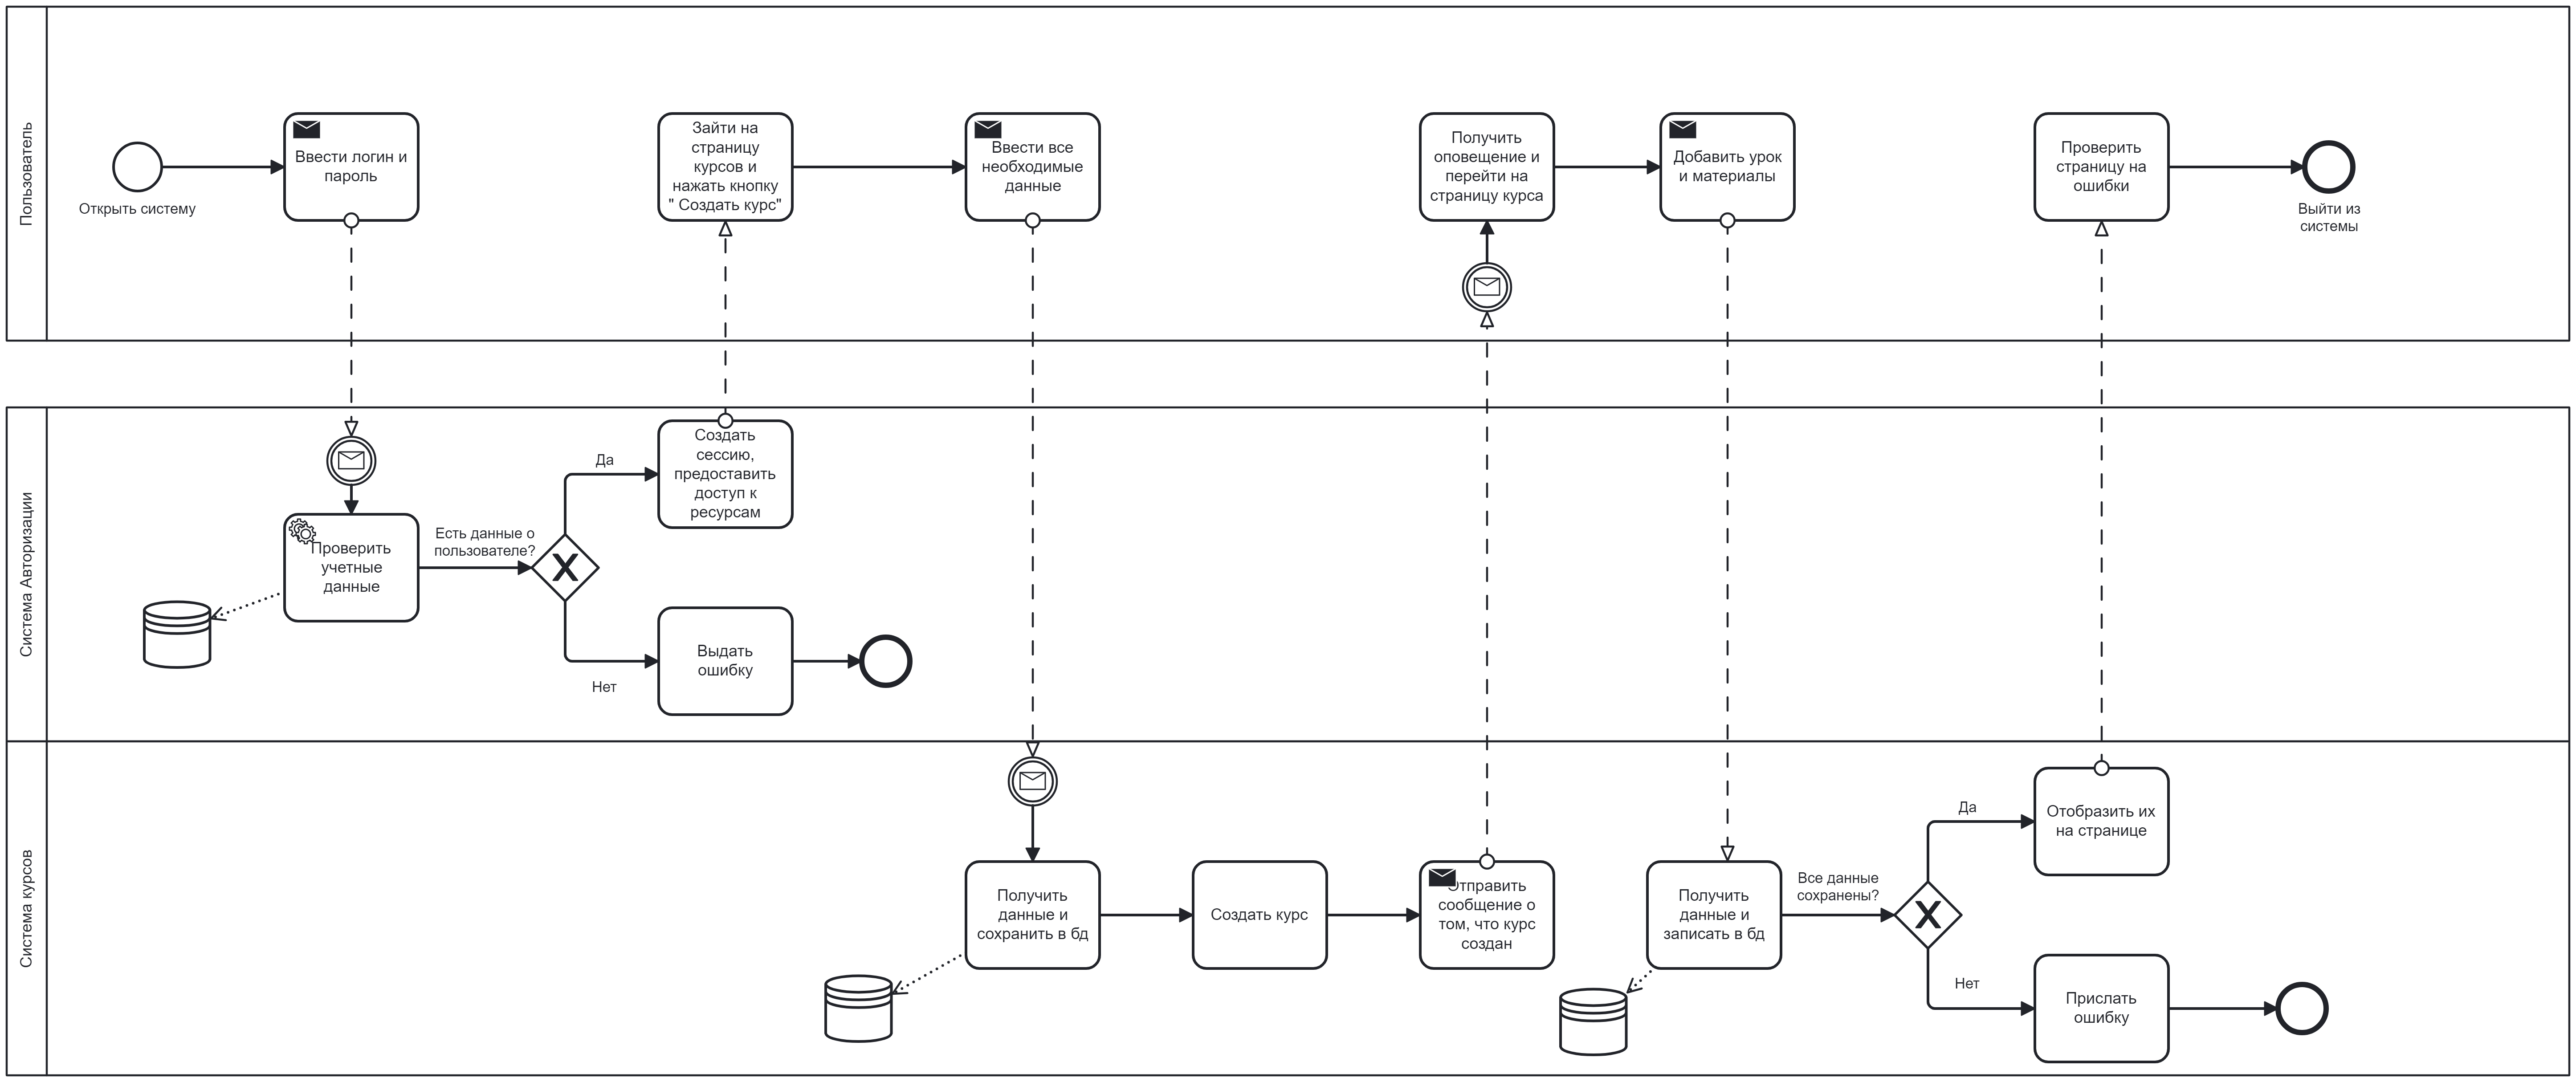 Пользователь
Открыть систему
Ввести логин и
пароль
Зайти на
страницу
курсов и
нажать кнопку
" Создать курс"
Ввести все
необходимые
данные
Получить
оповещение и
перейти на
страницу курса
Добавить урок
и материалы
Проверить
страницу на
ошибки
Выйти из
системы
Система Авторизации
Проверить
учетные
данные
Есть данные о
пользователе?
Да
Создать
сессию,
предоставить
доступ к
ресурсам
Нет
Выдать
ошибку
Система курсов
Получить
данные и
сохранить в бд
Создать курс
Отправить
сообщение о
том, что курс
создан
Получить
данные и
записать в бд
Все данные
сохранены?
Да
Отобразить их
на странице
Нет
Прислать
ошибку